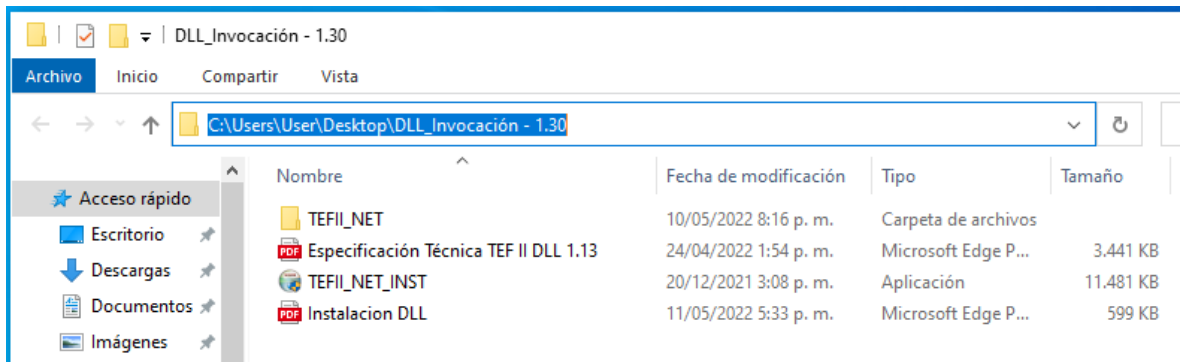 DLL_Invocación - 1.30
Archivo Inicio Compartir Vista
C:\Users\User\Desktop\DLL_Invocación - 1.30
Nombre Fecha de modificación Tipo Tamaño
Acceso rápido
TEFII_NET 10/05/2022 8:16 p. m. Carpeta de archivos
Escritorio
PDF Especificación Técnica TEF II DLL 1.13 24/04/2022 1:54 p. m. Microsoft Edge P... 3.441 KB
Descargas
TEFII_NET_INST 20/12/2021 3:08 p. m. Aplicación 11.481 KB
Documentos
PDF Instalacion DLL 11/05/2022 5:33 p. m. Microsoft Edge P... 599 KB
Imágenes